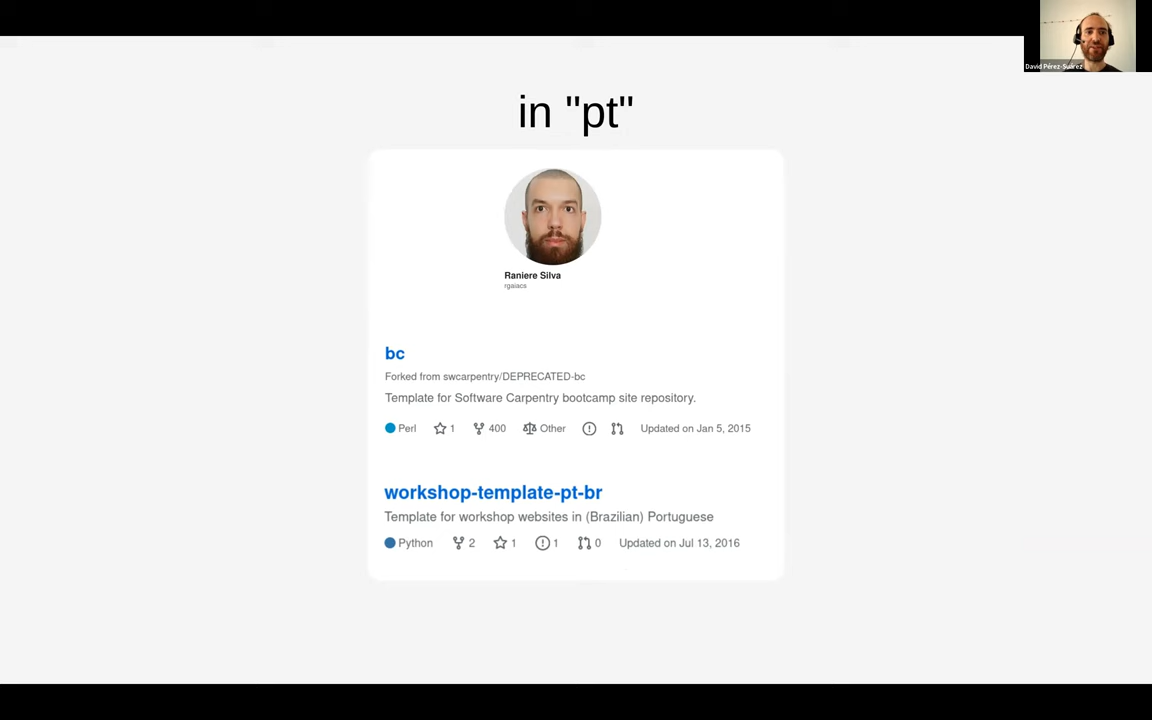 David Pérez-Suárez
in "pt"
Raniere Silva
rgaiacs
bc
Forked from swcarpentry/DEPRECATED-bc
Template for Software Carpentry bootcamp site repository.
Perl 1 400 Other Updated on Jan 5, 2015
workshop-template-pt-br
Template for workshop websites in (Brazilian) Portuguese
Python 2 1 1 0 Updated on Jul 13, 2016